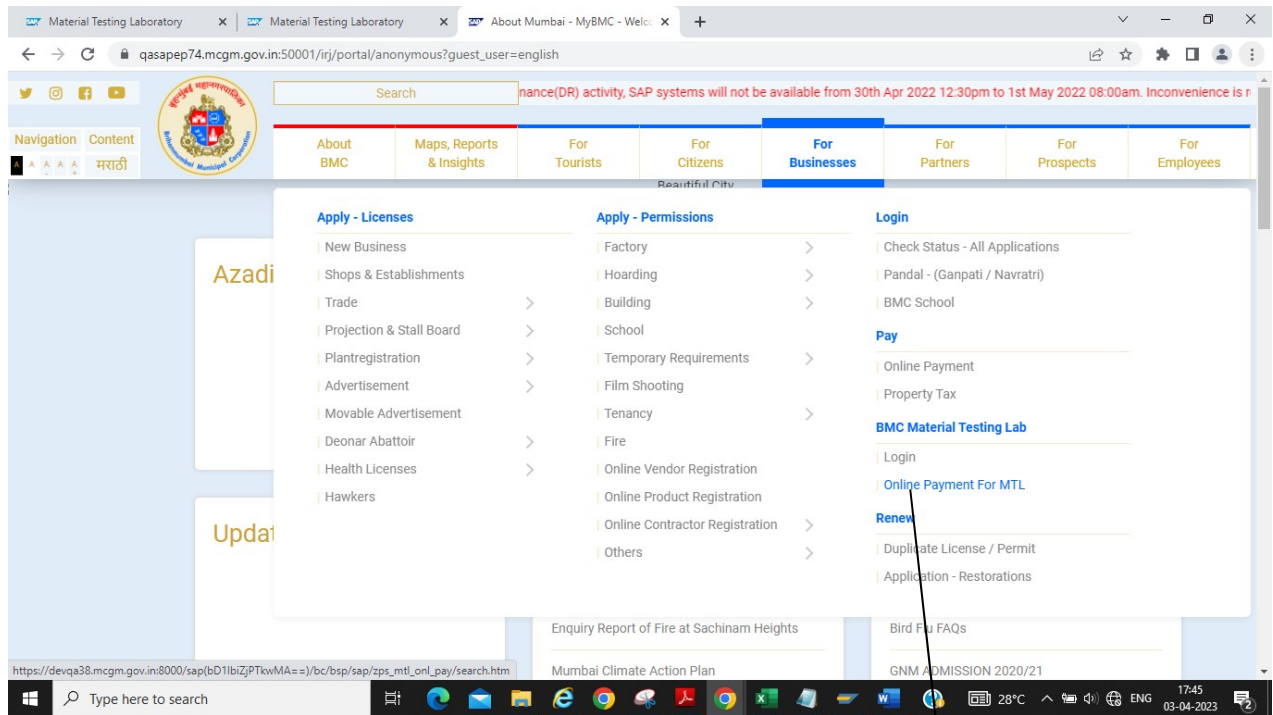 Material Testing Laboratory
Material Testing Laboratory
About Mumbai - MyBMC - Welc
qasapep74.mcgm.gov.in:50001/irj/portal/anonymous?guest_user=english
Search
nance(DR) activity, SAP systems will not be available from 30th Apr 2022 12:30pm to 1st May 2022 08:00am. Inconvenience is r
Navigation Content
A A A A A मराठी
About BMC
Maps, Reports & Insights
For Tourists
For Citizens
For Businesses
For Partners
For Prospects
For Employees
Beautiful City
Azadi
Updat
Apply - Licenses
New Business
Shops & Establishments
Trade
Projection & Stall Board
Plantregistration
Advertisement
Movable Advertisement
Deonar Abattoir
Health Licenses
Hawkers
Apply - Permissions
Factory
Hoarding
Building
School
Temporary Requirements
Film Shooting
Tenancy
Fire
Online Vendor Registration
Online Product Registration
Online Contractor Registration
Others
Login
Check Status - All Applications
Pandal - (Ganpati / Navratri)
BMC School
Pay
Online Payment
Property Tax
BMC Material Testing Lab
Login
Online Payment For MTL
Renew
Duplicate License / Permit
Application - Restorations
Enquiry Report of Fire at Sachinam Heights
Bird Flu FAQs
Mumbai Climate Action Plan
GNM ADMISSION 2020/21
https://devqa38.mcgm.gov.in:8000/sap(bD1lbiZjPTkwMA==)/bc/bsp/sap/zps_mtl_onl_pay/search.htm
Type here to search
28°C
ENG
17:45
03-04-2023
2